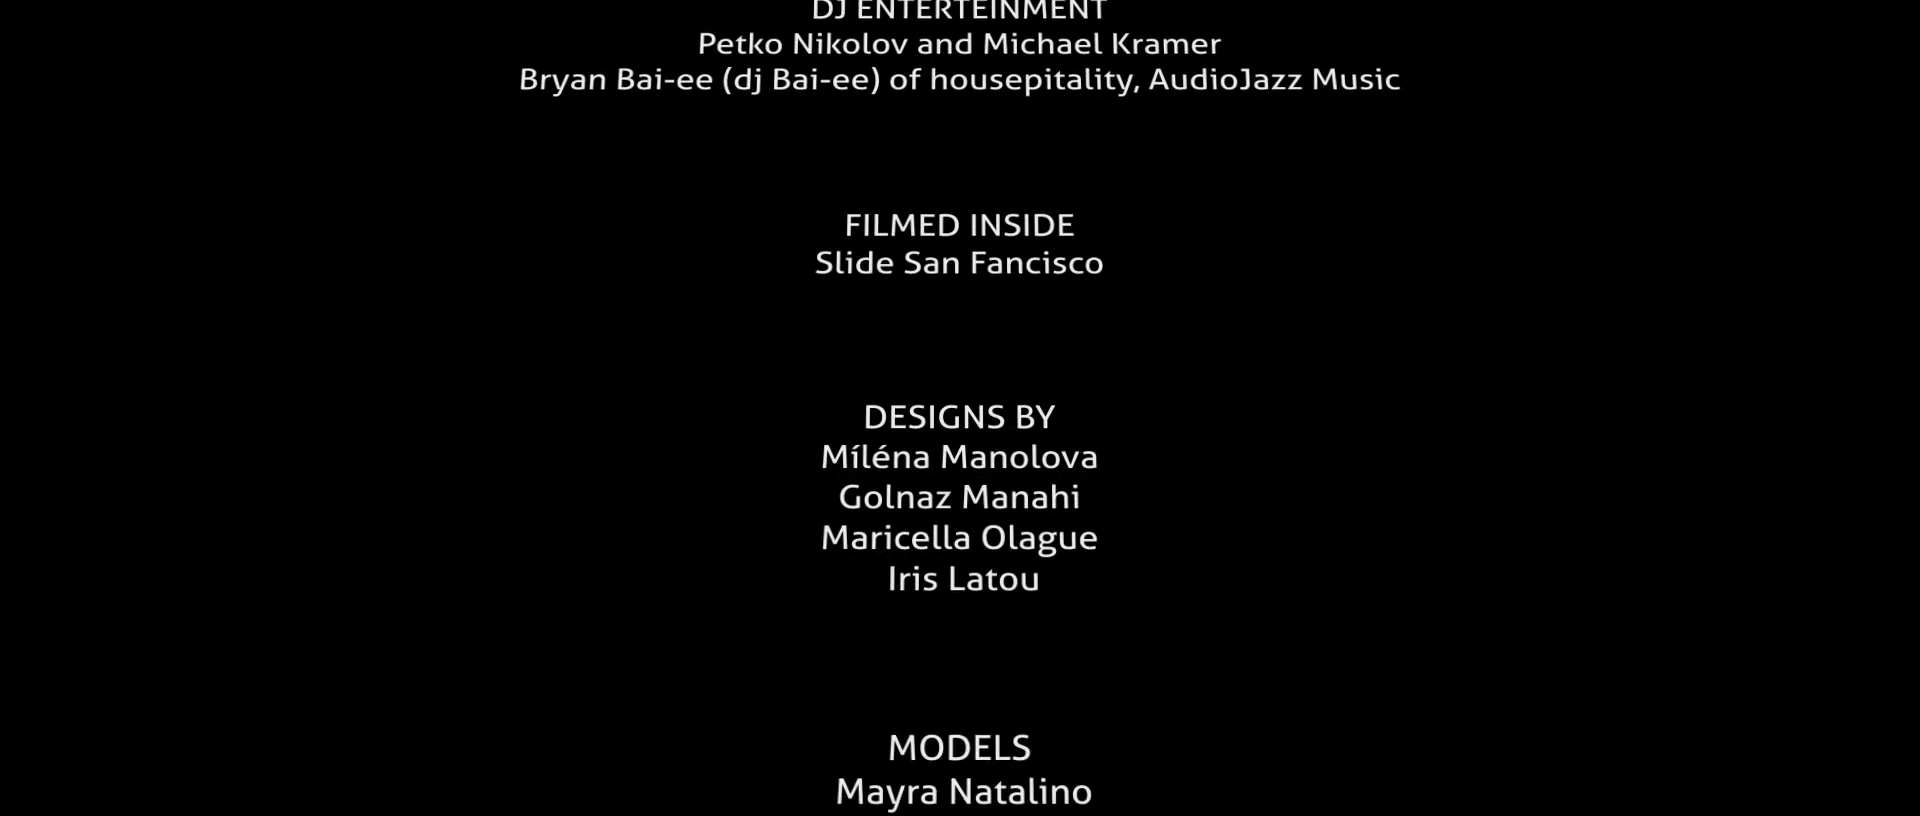 DJ ENTERTEINMENT
Petko Nikolov and Michael Kramer
Bryan Bai-ee (dj Bai-ee) of housepitality, AudioJazz Music
FILMED INSIDE
Slide San Fancisco
DESIGNS BY
Míléna Manolova
Golnaz Manahi
Maricella Olague
Iris Latou
MODELS
Mayra Natalino